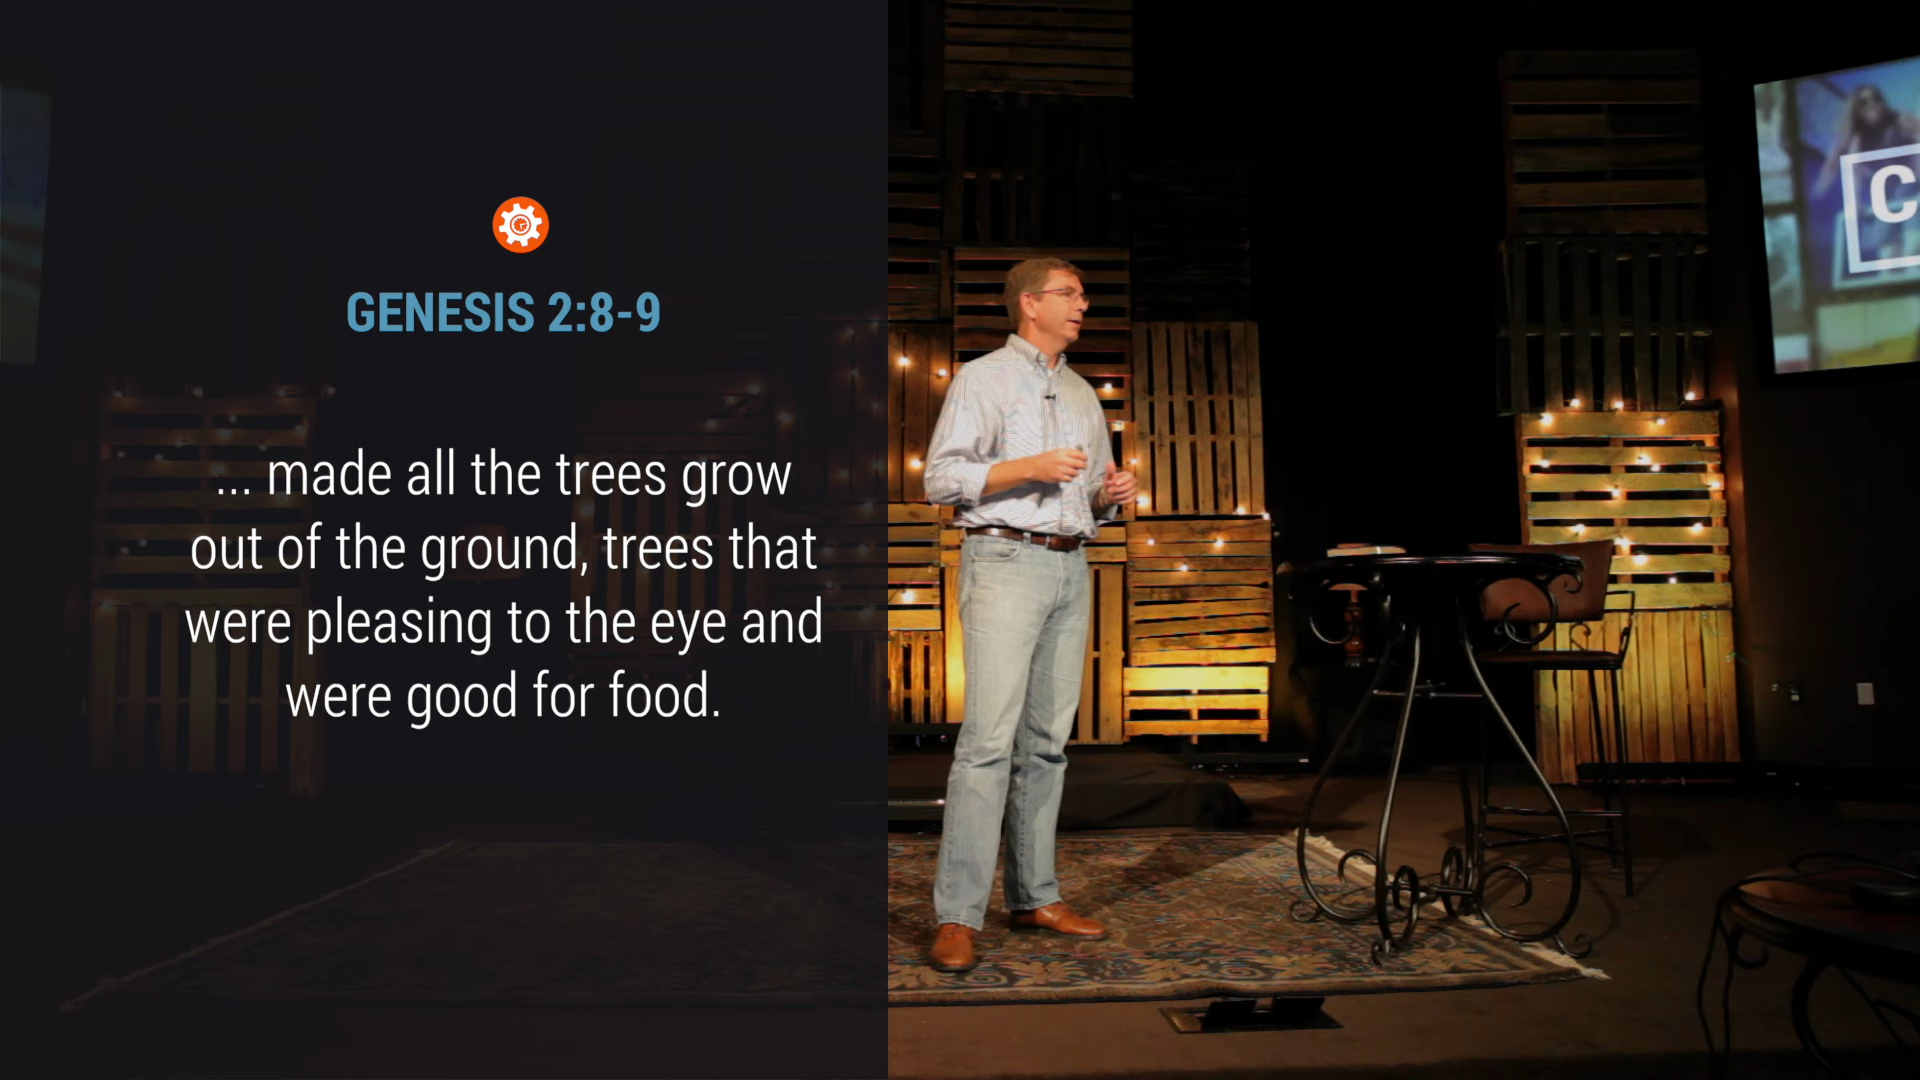 GENESIS 2:8-9
... made all the trees grow
out of the ground, trees that
were pleasing to the eye and
were good for food.
C